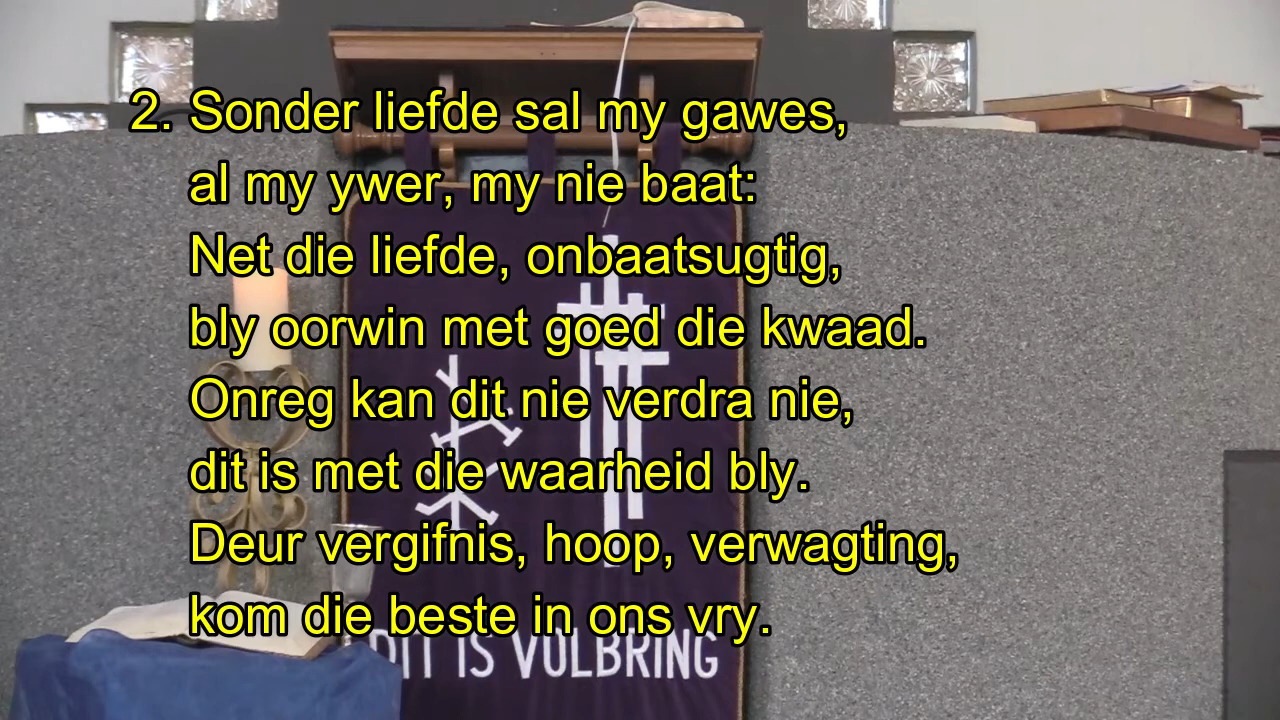 2. Sonder liefde sal my gawes,
al my ywer, my nie baat:
Net die liefde, onbaatsugtig,
bly oorwin met goed die kwaad.
Onreg kan dit nie verdra nie,
dit is met die waarheid bly.
Deur vergifnis, hoop, verwagting,
kom die beste in ons vry.
DIT IS VOLBRING